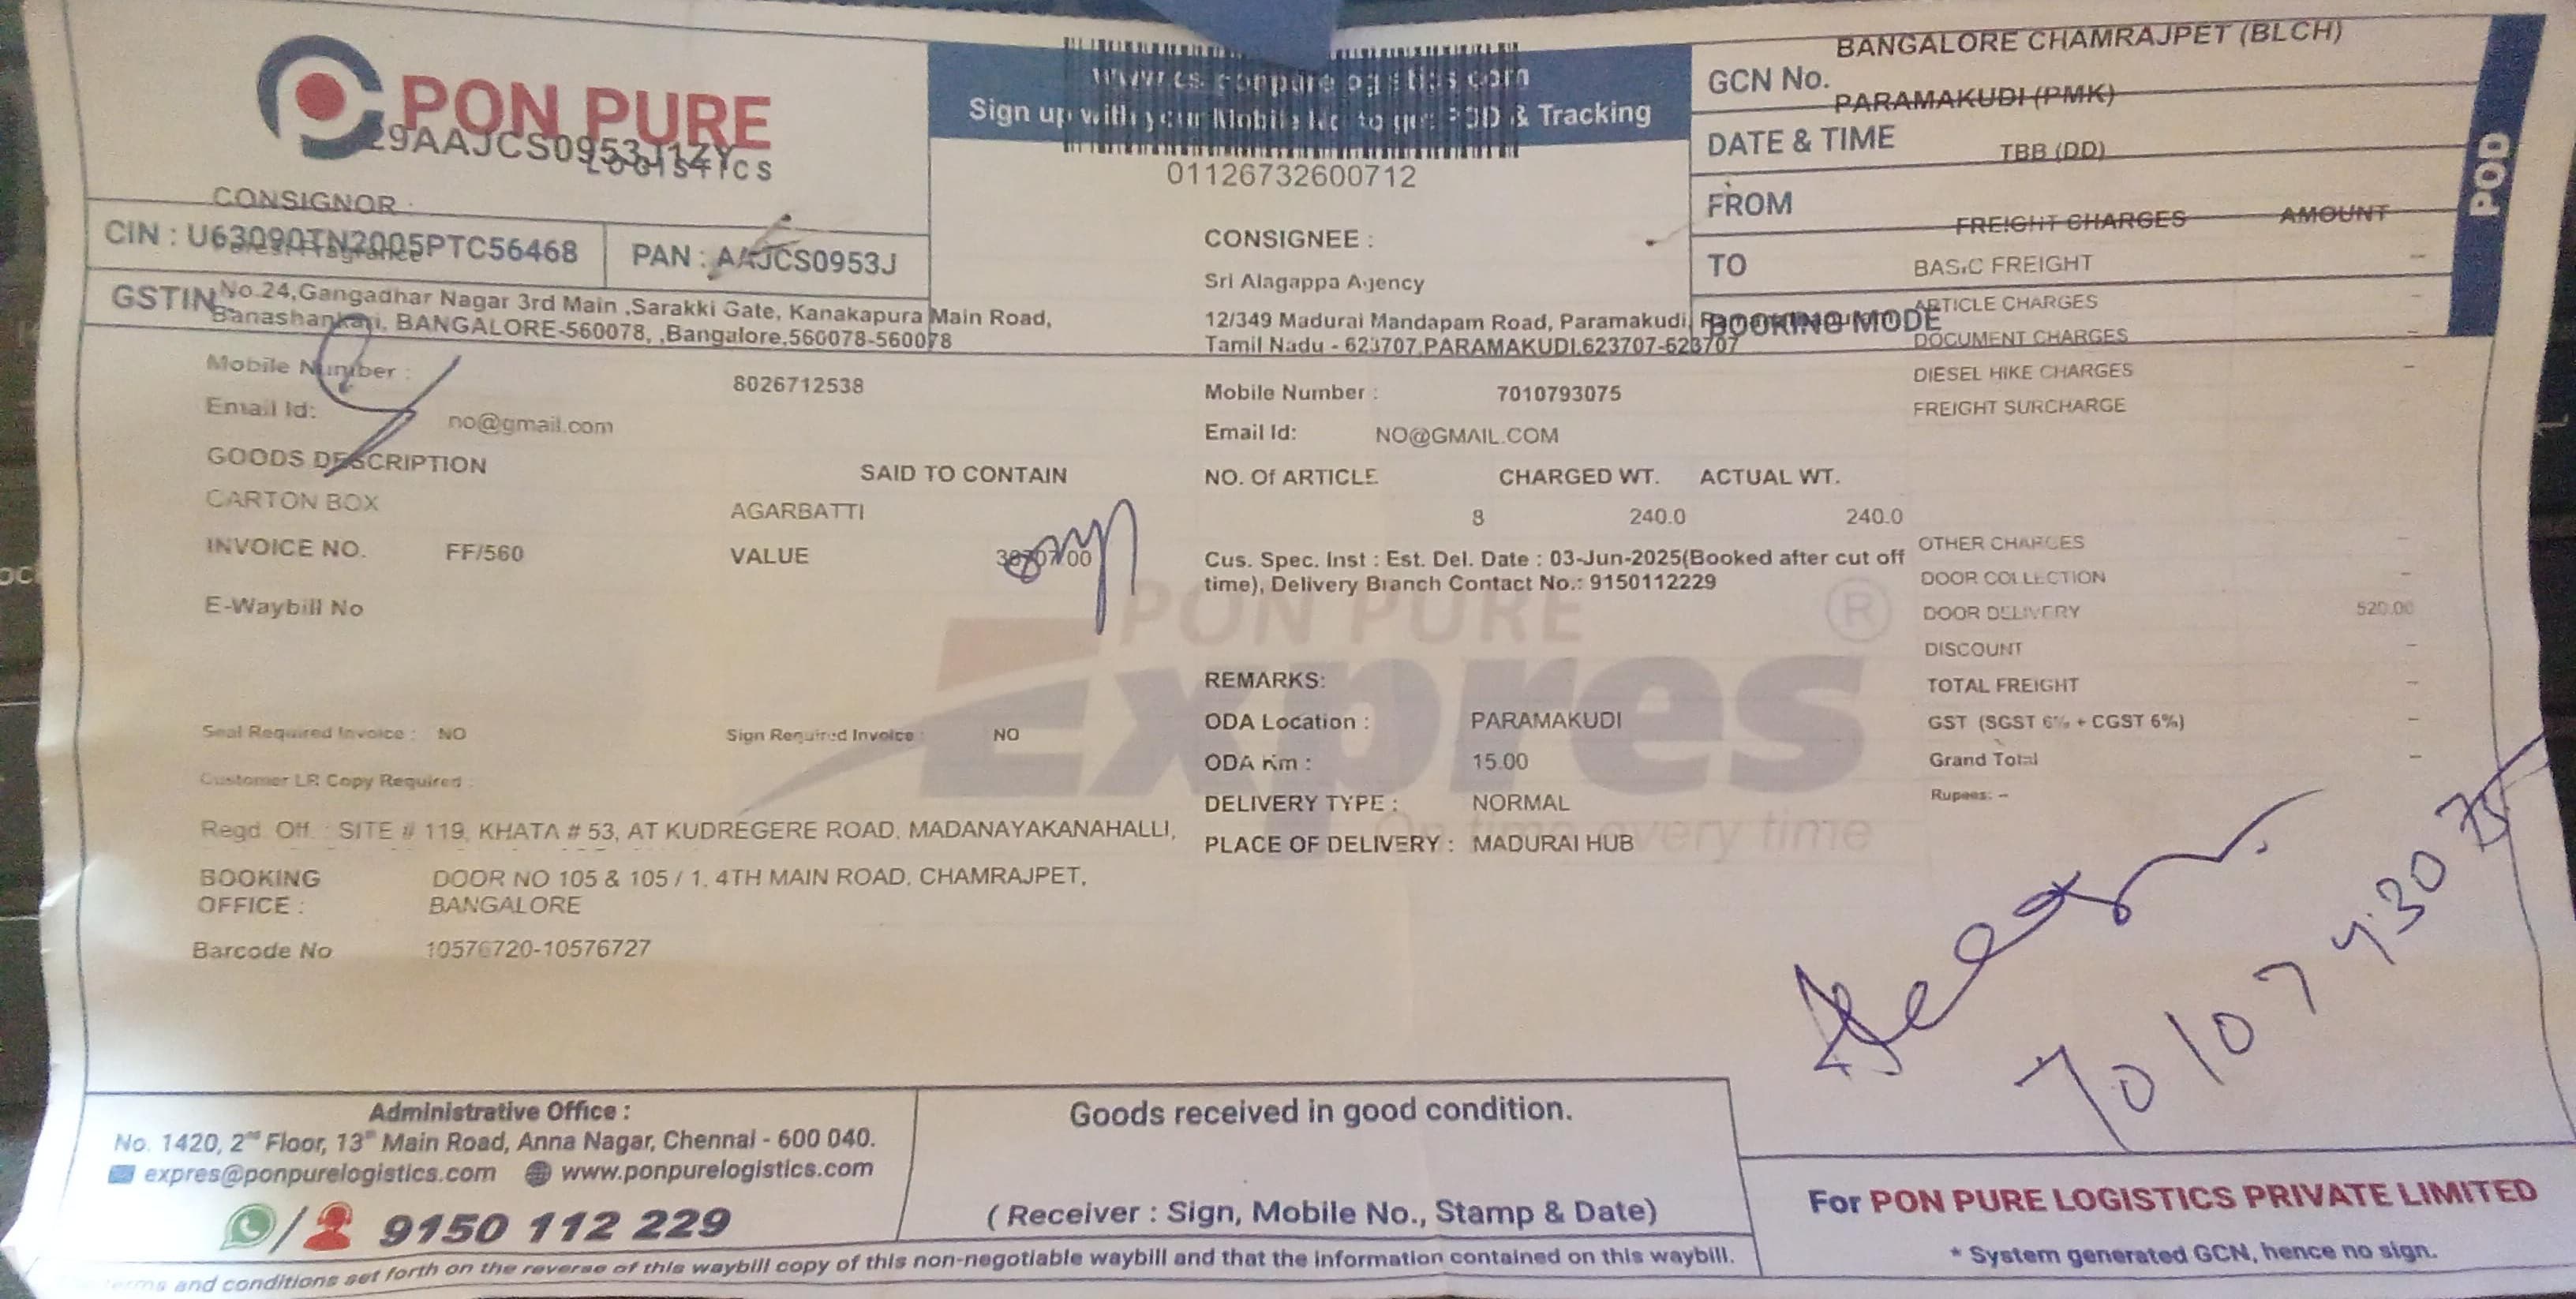 PON PURE
LOGISTICS
29AAJCS0953J1ZY
CONSIGNOR
CIN : U63090TN2005PTC56468
PAN : AAJCS0953J
GSTIN
No.24,Gangadhar Nagar 3rd Main ,Sarakki Gate, Kanakapura Main Road,
Banashankari, BANGALORE-560078, ,Bangalore,560078-560078
Mobile Number : 8026712538
Email Id: no@gmail.com
GOODS DESCRIPTION SAID TO CONTAIN
CARTON BOX AGARBATTI
INVOICE NO. FF/560 VALUE
E-Waybill No
Seal Required Invoice : NO Sign Required Invoice : NO
Customer LR Copy Required :
Regd. Off. : SITE # 119, KHATA # 53, AT KUDREGERE ROAD, MADANAYAKANAHALLI,
BOOKING OFFICE : DOOR NO 105 & 105 / 1, 4TH MAIN ROAD, CHAMRAJPET,
BANGALORE
Barcode No 10576720-10576727
Sign up with your Mobile No to get POD & Tracking
01126732600712
CONSIGNEE :
Sri Alagappa Agency
12/349 Madurai Mandapam Road, Paramakudi,
Tamil Nadu - 623707,PARAMAKUDI,623707-623707
Mobile Number : 7010793075
Email Id: NO@GMAIL.COM
NO. Of ARTICLE CHARGED WT. ACTUAL WT.
8 240.0 240.0
Cus. Spec. Inst : Est. Del. Date : 03-Jun-2025(Booked after cut off
time), Delivery Branch Contact No.: 9150112229
PON PURE
Expres ®
On time every time
REMARKS:
ODA Location : PARAMAKUDI
ODA Km : 15.00
DELIVERY TYPE : NORMAL
PLACE OF DELIVERY : MADURAI HUB
BANGALORE CHAMRAJPET (BLCH)
GCN No.
PARAMAKUDI (PMK)
DATE & TIME
TBB (DD)
FROM
FREIGHT CHARGES AMOUNT
TO
BASIC FREIGHT –
ARTICLE CHARGES –
BOOKING MODE
DOCUMENT CHARGES –
DIESEL HIKE CHARGES –
FREIGHT SURCHARGE
OTHER CHARGES –
DOOR COLLECTION –
DOOR DELIVERY 520.00
DISCOUNT –
TOTAL FREIGHT –
GST (SGST 6% + CGST 6%) –
Grand Total –
Rupees: –
POD
7010793075
Administrative Office :
No. 1420, 2nd Floor, 13th Main Road, Anna Nagar, Chennai - 600 040.
expres@ponpurelogistics.com www.ponpurelogistics.com
9150 112 229
Goods received in good condition.
( Receiver : Sign, Mobile No., Stamp & Date)
For PON PURE LOGISTICS PRIVATE LIMITED
* System generated GCN, hence no sign.
terms and conditions set forth on the reverse of this waybill copy of this non-negotiable waybill and that the information contained on this waybill.